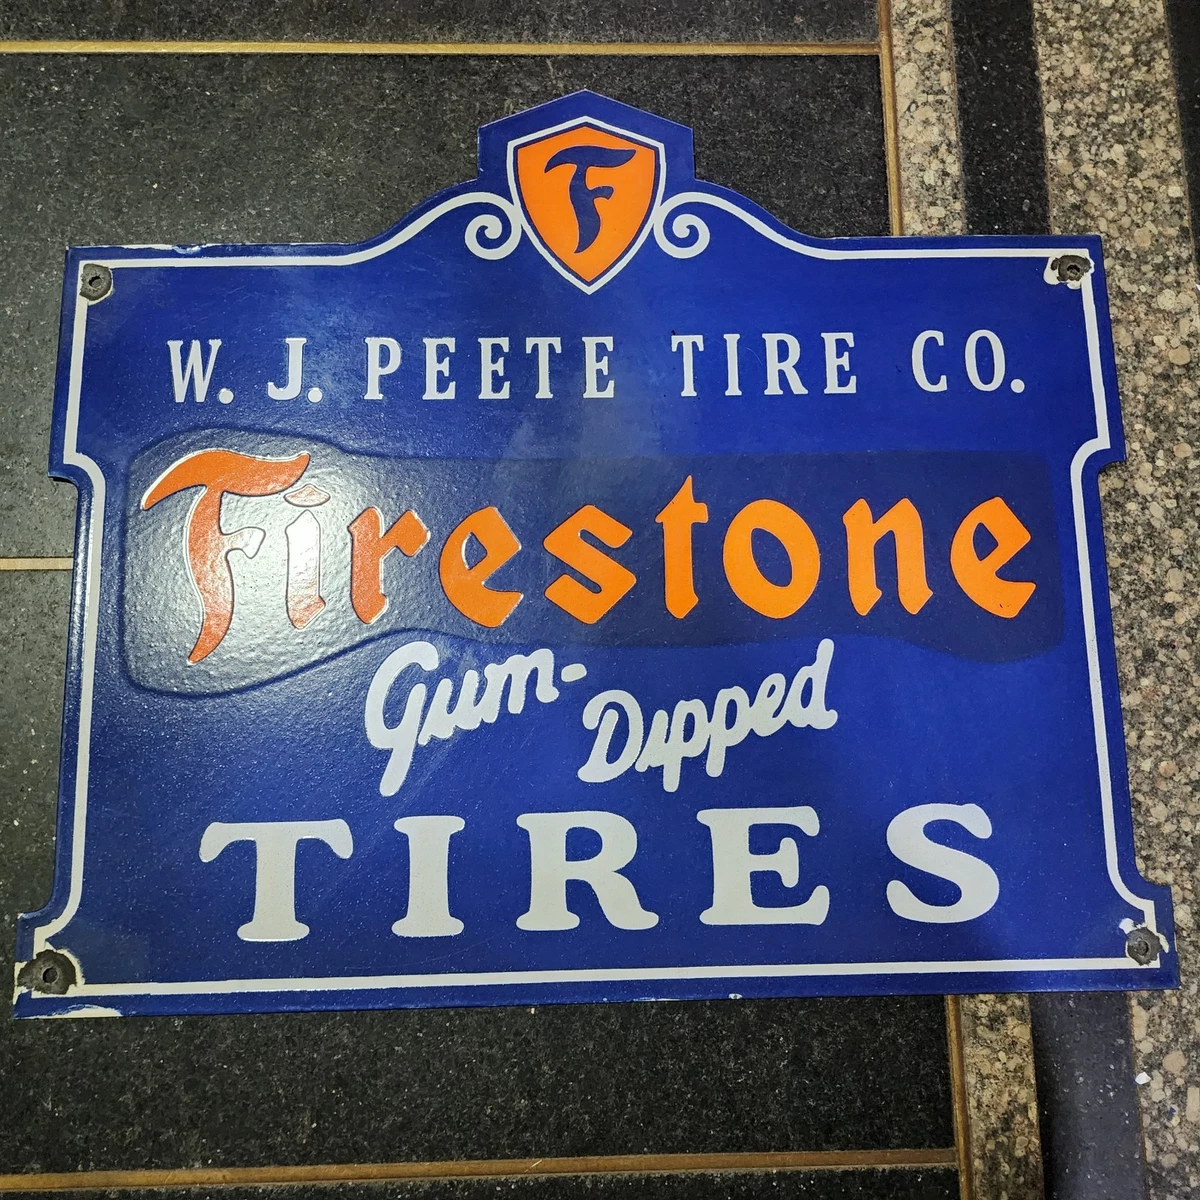 F
W. J. PEETE TIRE CO.
Firestone
Gum-
Dipped
TIRES